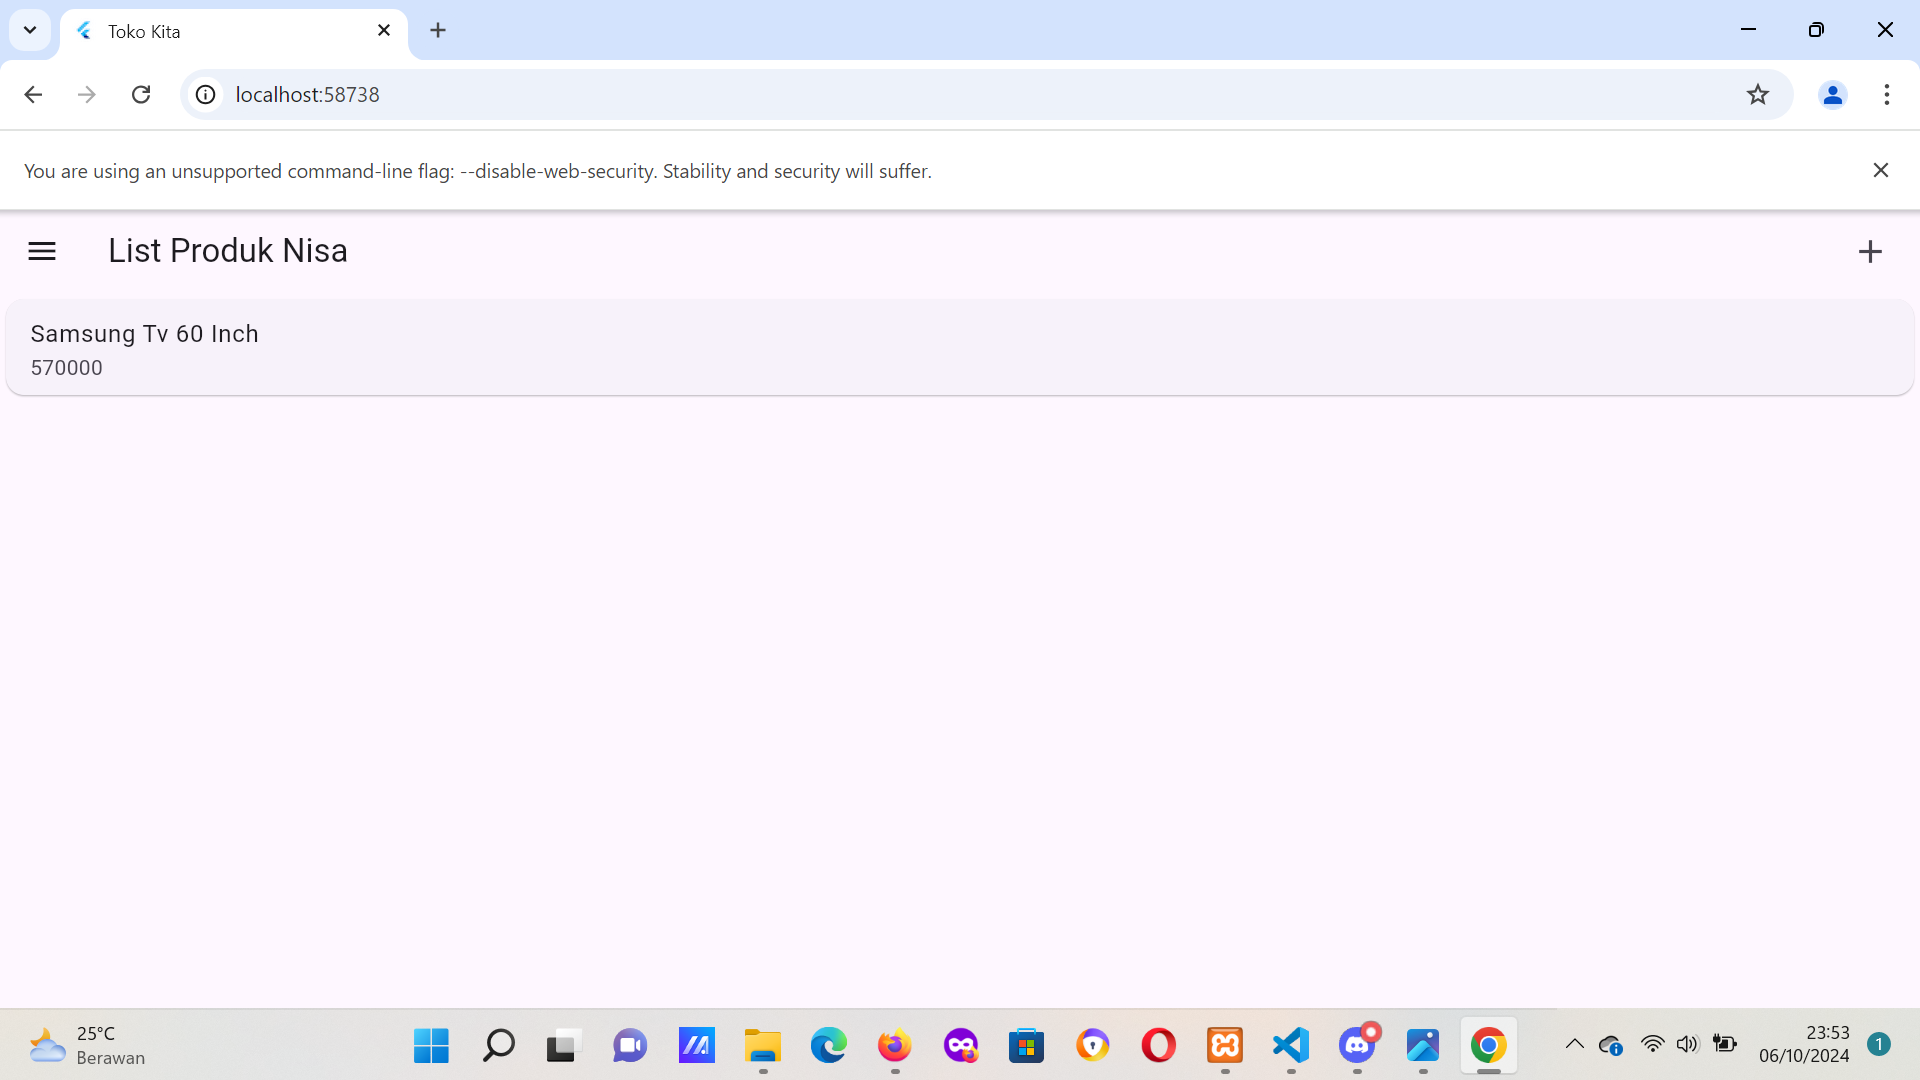 Toko Kita
localhost:58738
You are using an unsupported command-line flag: --disable-web-security. Stability and security will suffer.
List Produk Nisa
Samsung Tv 60 Inch
570000
25°C
Berawan
23:53
06/10/2024
1